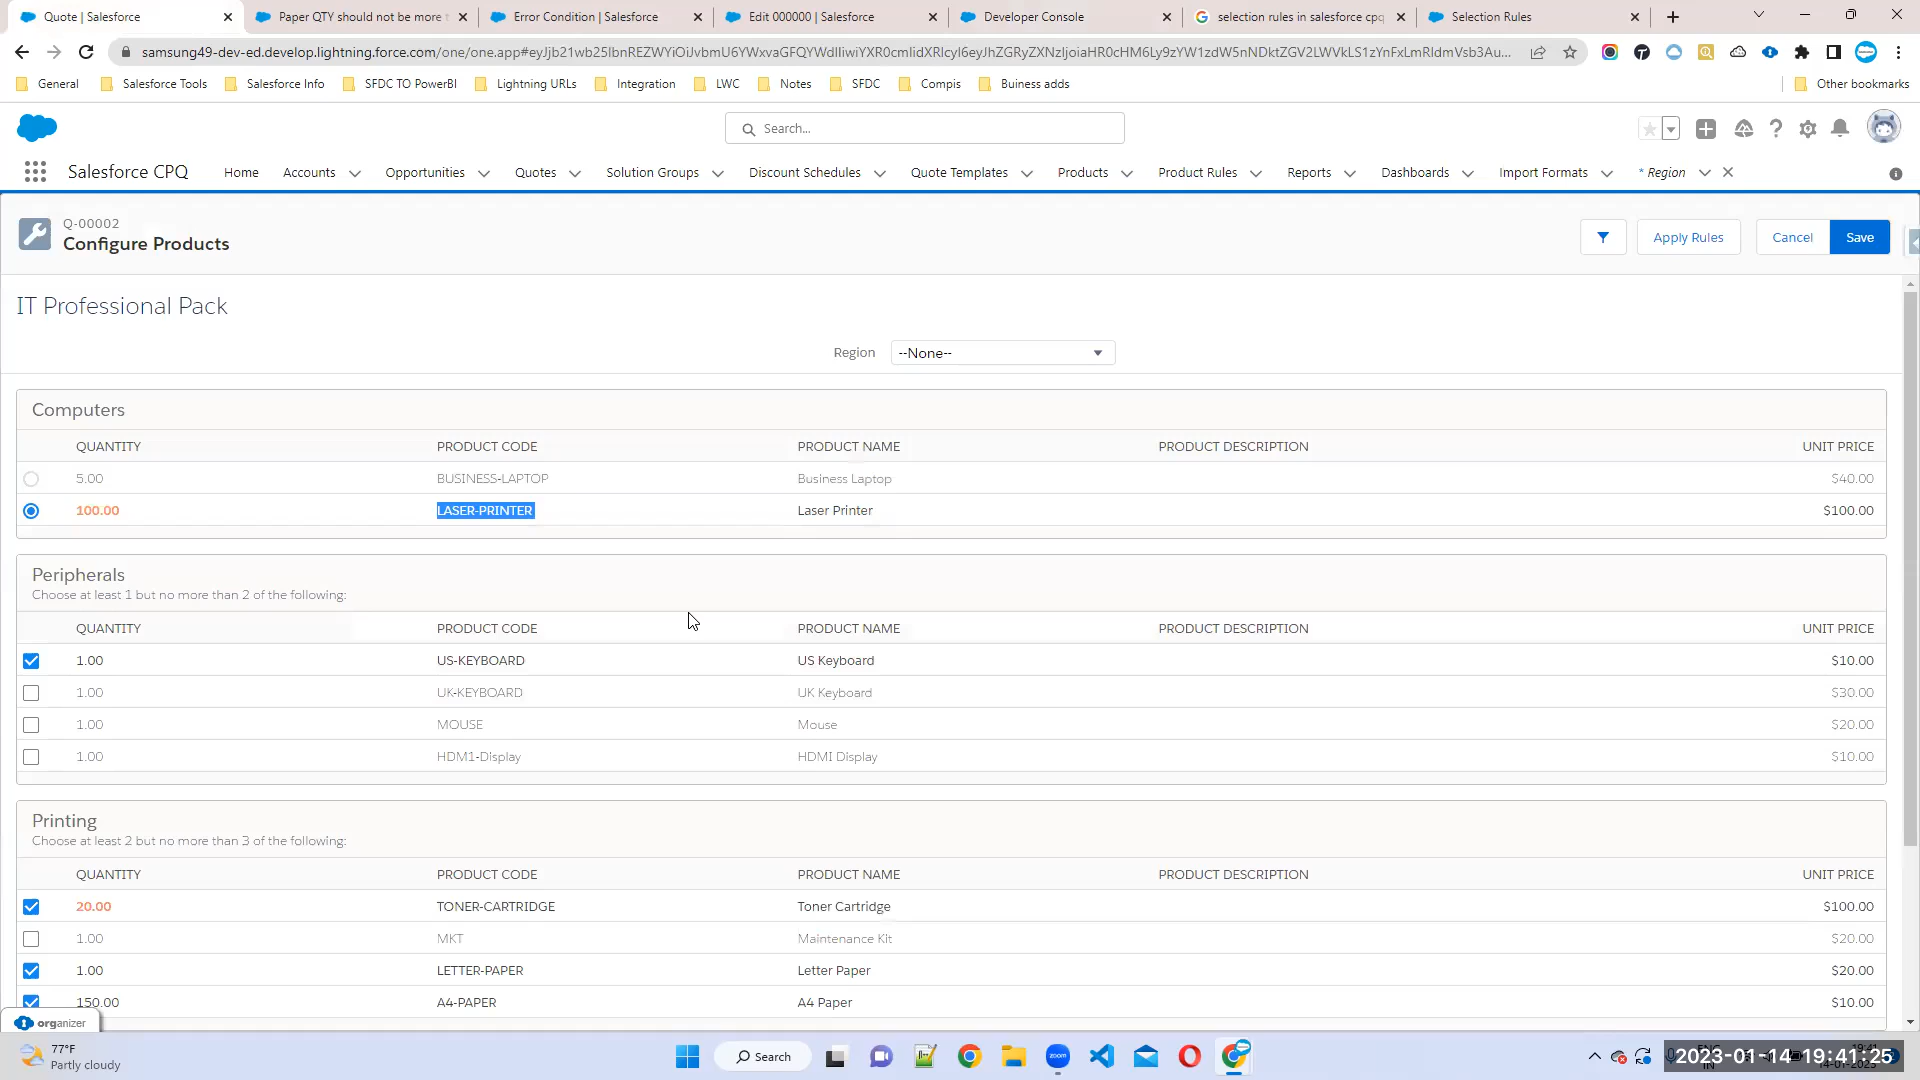 Quote | Salesforce
Paper QTY should not be more
Error Condition | Salesforce
Edit 000000 | Salesforce
Developer Console
selection rules in salesforce cpq
Selection Rules
samsung49-dev-ed.develop.lightning.force.com
General
Salesforce Tools
Salesforce Info
SFDC TO PowerBI
Lightning URLs
Integration
LWC
Notes
SFDC
Compis
Buiness adds
Other bookmarks
Search...
Salesforce CPQ
Home
Accounts
Opportunities
Quotes
Solution Groups
Discount Schedules
Quote Templates
Products
Product Rules
Reports
Dashboards
Import Formats
* Region
Q-00002
Configure Products
Apply Rules
Cancel
Save
IT Professional Pack
Region --None--
Computers
QUANTITY PRODUCT CODE PRODUCT NAME PRODUCT DESCRIPTION UNIT PRICE
5.00 BUSINESS-LAPTOP Business Laptop $40.00
100.00 LASER-PRINTER Laser Printer $100.00
Peripherals
Choose at least 1 but no more than 2 of the following:
QUANTITY PRODUCT CODE PRODUCT NAME PRODUCT DESCRIPTION UNIT PRICE
1.00 US-KEYBOARD US Keyboard $10.00
1.00 UK-KEYBOARD UK Keyboard $30.00
1.00 MOUSE Mouse $20.00
1.00 HDM1-Display HDMI Display $10.00
Printing
Choose at least 2 but no more than 3 of the following:
QUANTITY PRODUCT CODE PRODUCT NAME PRODUCT DESCRIPTION UNIT PRICE
20.00 TONER-CARTRIDGE Toner Cartridge $100.00
1.00 MKT Maintenance Kit $20.00
1.00 LETTER-PAPER Letter Paper $20.00
150.00 A4-PAPER A4 Paper $10.00
organizer
77°F
Partly cloudy
Search
zoom
2023-01-14-19:41:25